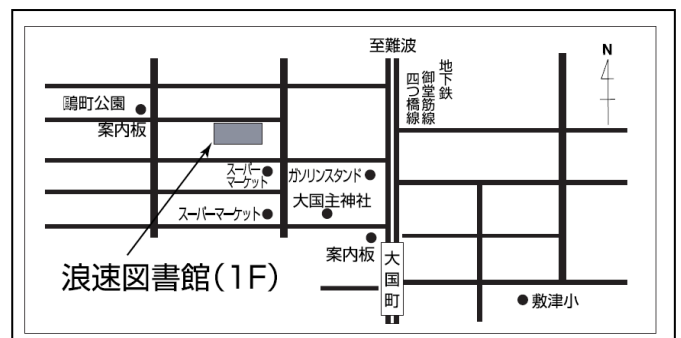 至難波
N
地下鉄
御堂筋線
四つ橋線
鷗町公園
案内板
スーパー
マーケット
ガソリンスタンド
大国主神社
スーパーマーケット
案内板
大国町
浪速図書館(1F)
敷津小